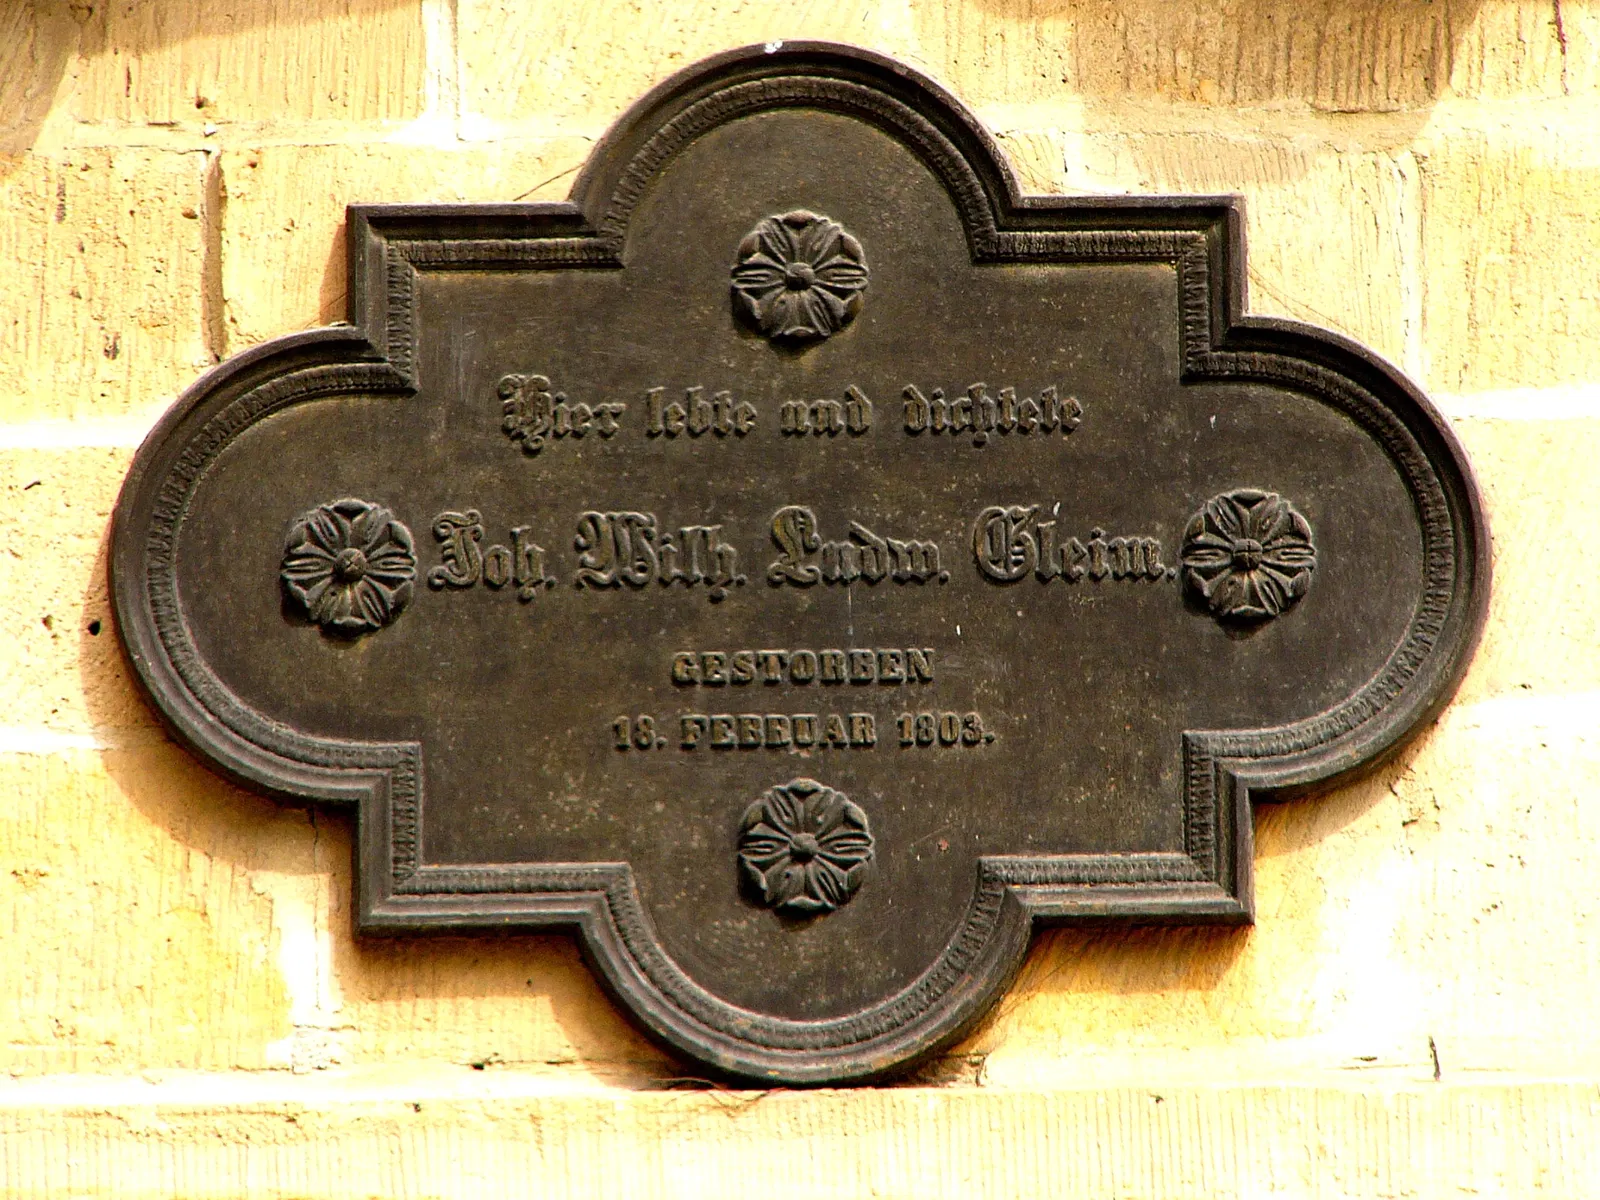 Hier lebte und dichtete
Joh. Wilh. Ludw. Gleim.
GESTORBEN
18. FEBRUAR 1803.